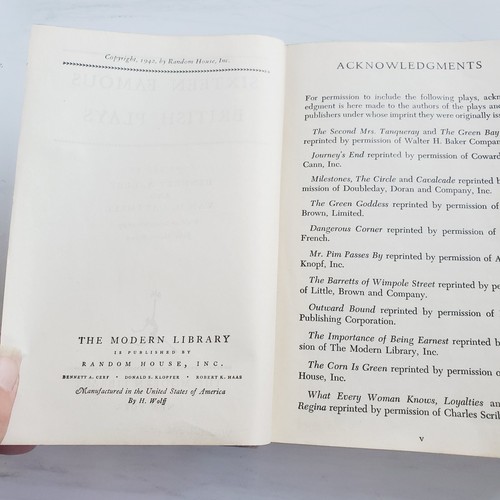 Copyright, 1942, by Random House, Inc.
THE MODERN LIBRARY
IS PUBLISHED BY
RANDOM HOUSE, INC.
BENNETT A. CERF • DONALD S. KLOPFER • ROBERT K. HAAS
Manufactured in the United States of America
By H. Wolff
ACKNOWLEDGMENTS
For permission to include the following plays, ackn
edgment is here made to the authors of the plays and
publishers under whose imprint they were originally iss
The Second Mrs. Tanqueray and The Green Bay
reprinted by permission of Walter H. Baker Compan
Journey's End reprinted by permission of Coward
Cann, Inc.
Milestones, The Circle and Cavalcade reprinted b
mission of Doubleday, Doran and Company, Inc.
The Green Goddess reprinted by permission of
Brown, Limited.
Dangerous Corner reprinted by permission of
French.
Mr. Pim Passes By reprinted by permission of A
Knopf, Inc.
The Barretts of Wimpole Street reprinted by pe
of Little, Brown and Company.
Outward Bound reprinted by permission of
Publishing Corporation.
The Importance of Being Earnest reprinted b
sion of The Modern Library, Inc.
The Corn Is Green reprinted by permission o
House, Inc.
What Every Woman Knows, Loyalties an
Regina reprinted by permission of Charles Scrib
v